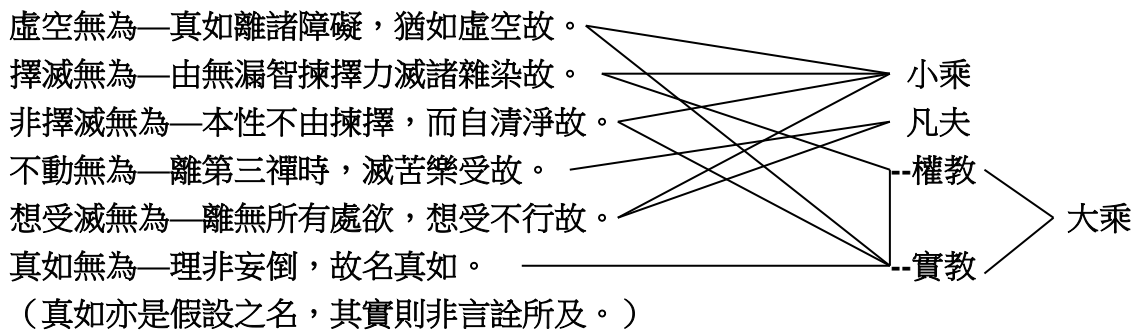 虛空無為—真如離諸障礙，猶如虛空故。
擇滅無為—由無漏智揀擇力滅諸雜染故。 小乘
非擇滅無為—本性不由揀擇，而自清淨故。 凡夫
不動無為—離第三禪時，滅苦樂受故。 --權教
想受滅無為—離無所有處欲，想受不行故。 大乘
真如無為—理非妄倒，故名真如。 --實教
（真如亦是假設之名，其實則非言詮所及。）